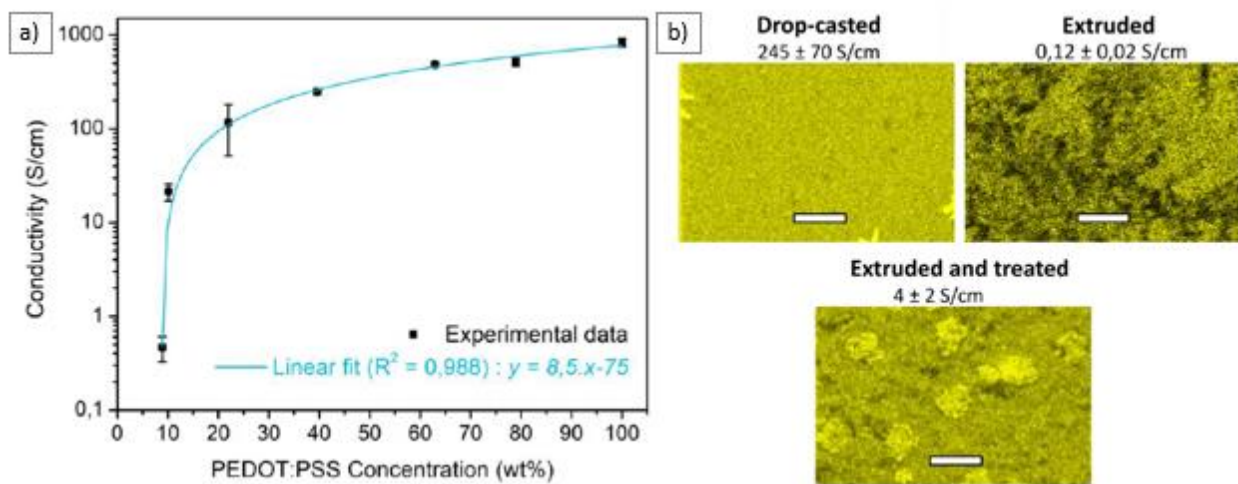 a)
1000
100
10
1
0,1
Conductivity (S/cm)
Experimental data
Linear fit (R² = 0,988) : y = 8,5.x-75
0 10 20 30 40 50 60 70 80 90 100
PEDOT:PSS Concentration (wt%)
b)
Drop-casted
245 ± 70 S/cm
Extruded
0,12 ± 0,02 S/cm
Extruded and treated
4 ± 2 S/cm